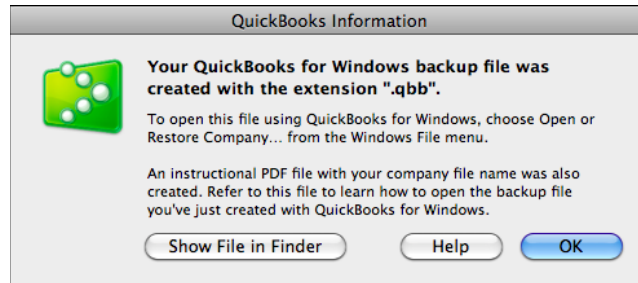 QuickBooks Information
Your QuickBooks for Windows backup file was
created with the extension ".qbb".
To open this file using QuickBooks for Windows, choose Open or
Restore Company... from the Windows File menu.
An instructional PDF file with your company file name was also
created. Refer to this file to learn how to open the backup file
you've just created with QuickBooks for Windows.
Show File in Finder Help OK